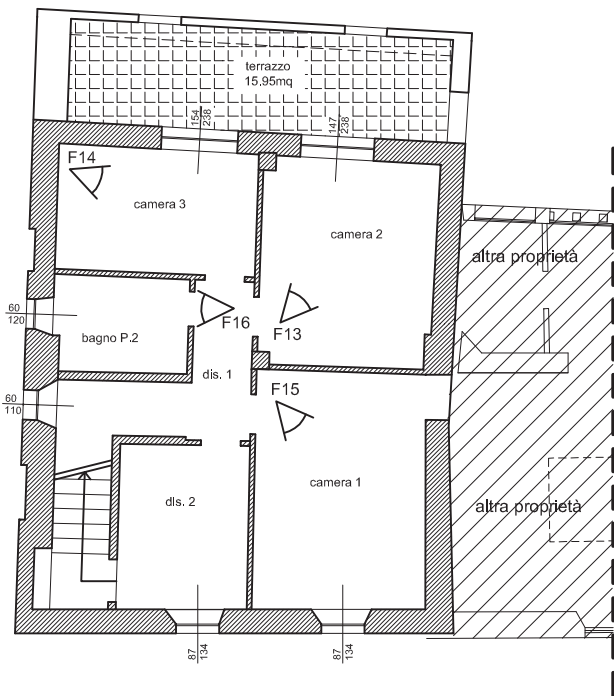 terrazzo
15,95mq
154
238
147
238
F14
camera 3
camera 2
altra proprietà
60
120
F16
F13
bagno P.2
dis. 1
60
110
F15
camera 1
dis. 2
altra proprietà
87
134
87
134